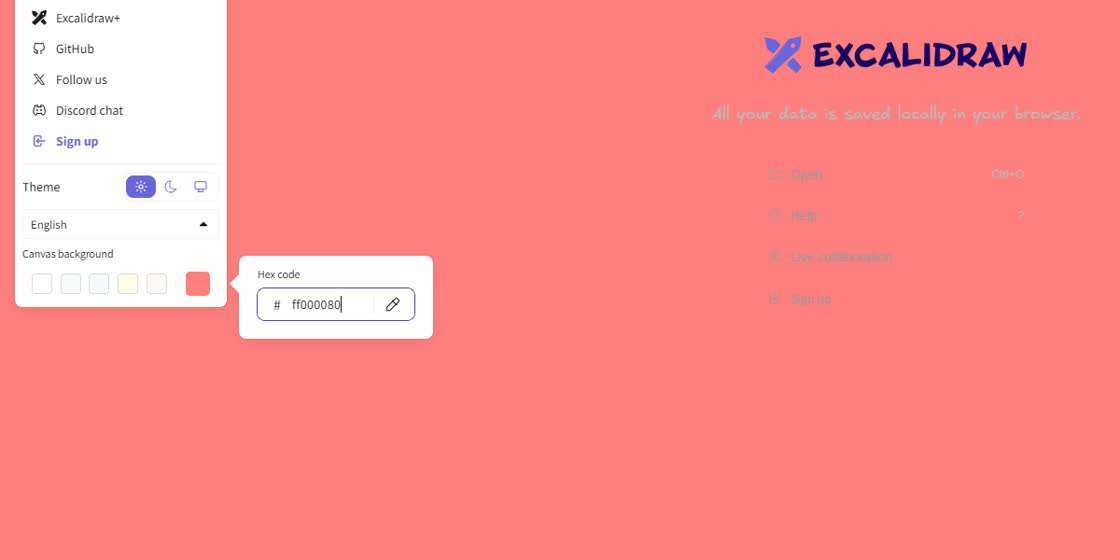 Excalidraw+
GitHub
Follow us
Discord chat
Sign up
Theme
English
Canvas background
Hex code
# ff000080
EXCALIDRAW
All your data is saved locally in your browser.
Open Ctrl+O
Help ?
Live collaboration...
Sign up